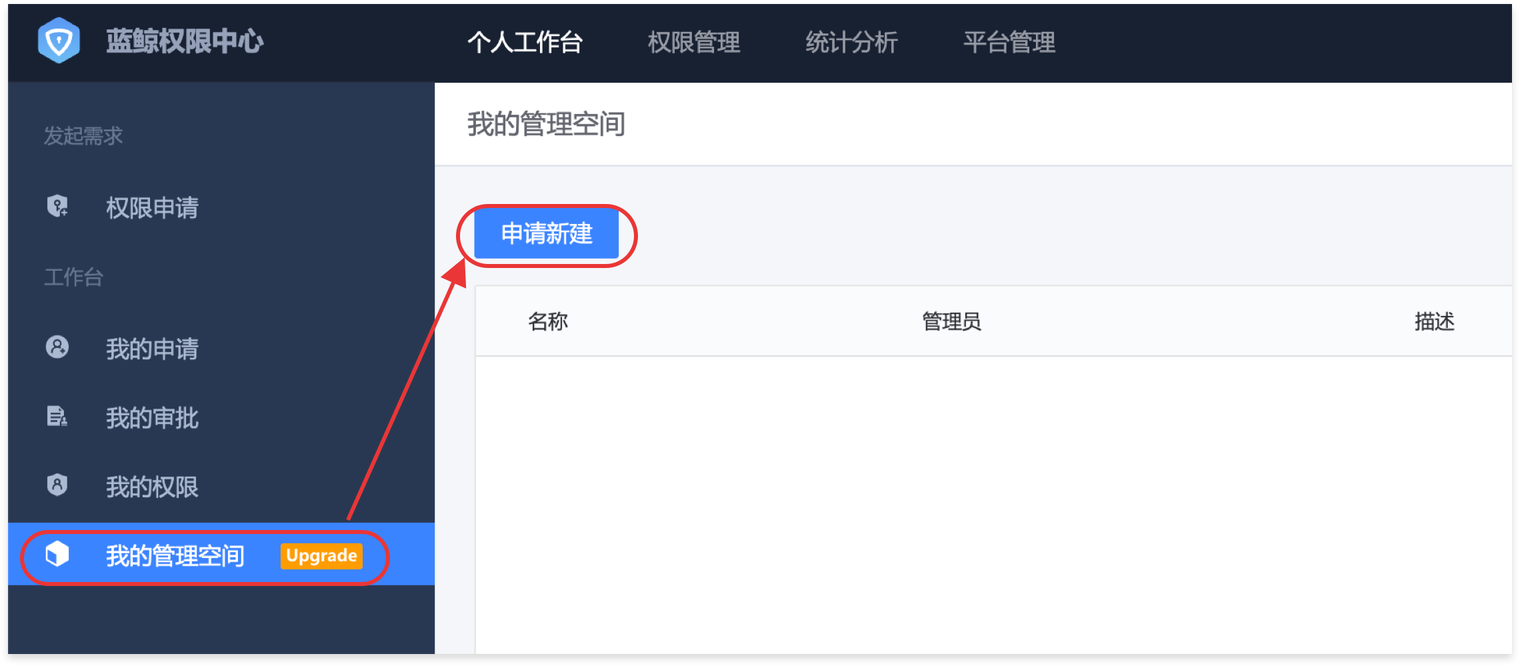 蓝鲸权限中心
个人工作台 权限管理 统计分析 平台管理
发起需求
权限申请
工作台
我的申请
我的审批
我的权限
我的管理空间 Upgrade
我的管理空间
申请新建
名称 管理员 描述